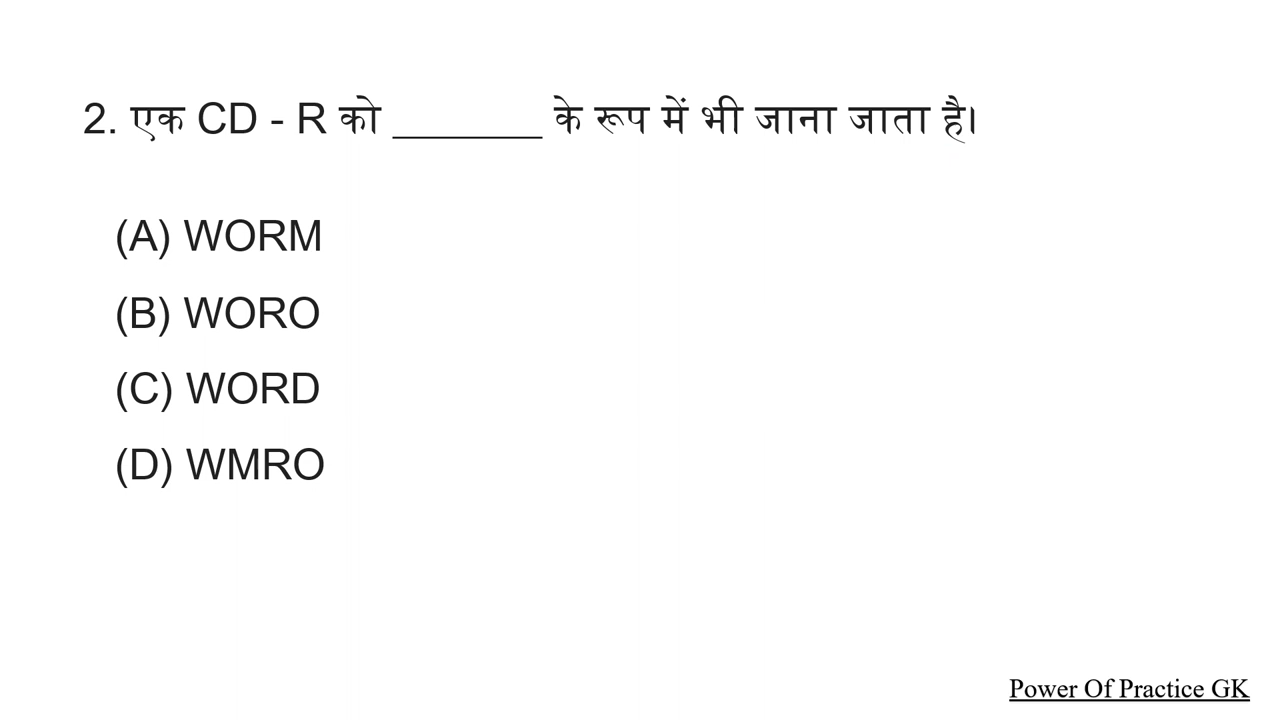 2. एक CD - R को _______ के रूप में भी जाना जाता है।
(A) WORM
(B) WORO
(C) WORD
(D) WMRO
Power Of Practice GK